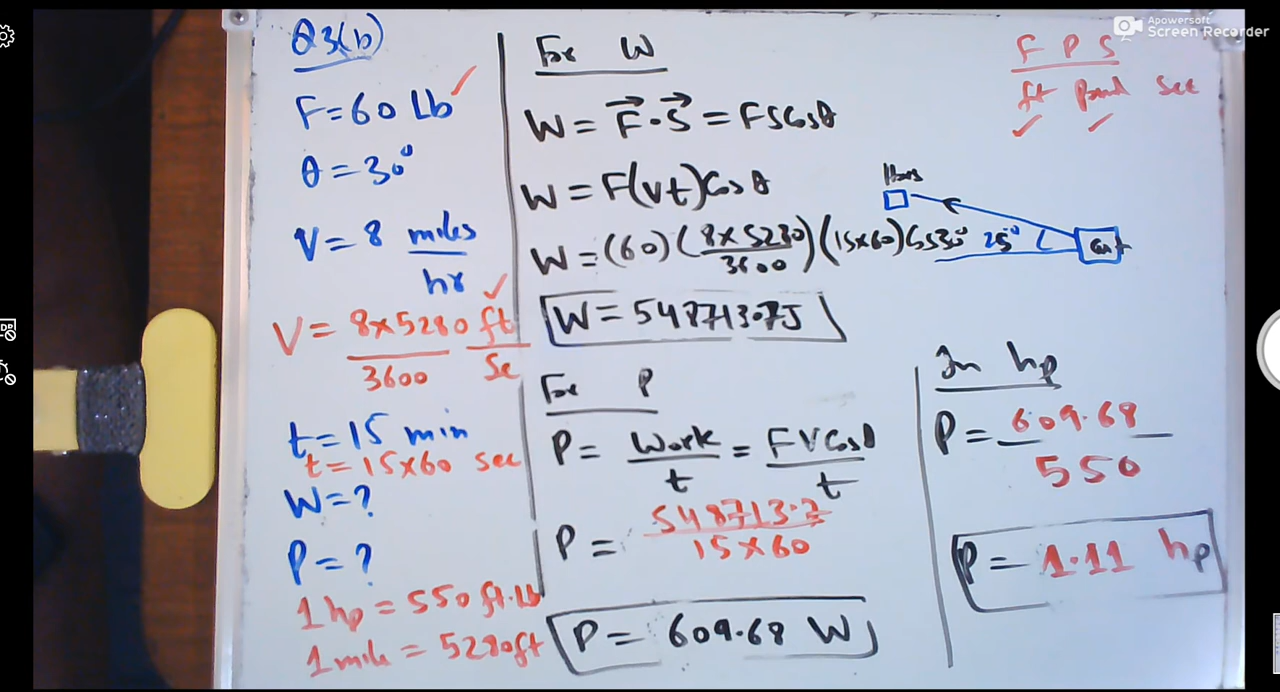 Q3(b)
F = 60 Lb ✓
θ = 30°
V = 8 miles/hr
V = 8×5280/3600 ft/Sc ✓
t = 15 min
t = 15×60 sec
W = ?
P = ?
1 hp = 550 ft.Lb
1 mile = 5280ft
For W
W = F⃗·S⃗ = FSCosθ
W = F(vt)Cosθ
W = (60)(8×5280/3600)(15×60)Cos30°
W = 548713.7J
For P
P = Work/t = FVCosθ/t
P = 548713.7/15×60
P = 609.68 W
F P S
ft Pound Sec
✓ ✓
25°
In hp
P = 609.68/550
P = 1.11 hp
Apowersoft
Screen Recorder